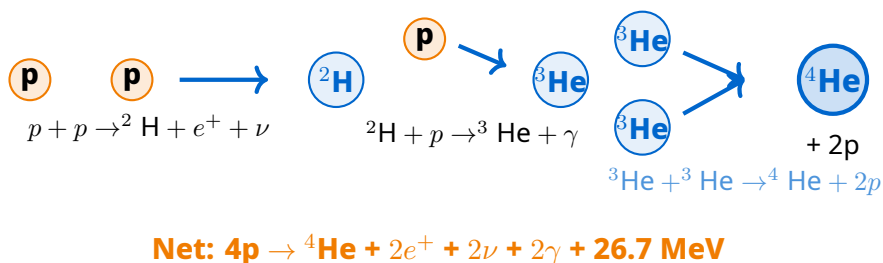 p p ²H p ³He ³He ³He ⁴He
p + p →² H + e⁺ + ν
²H + p →³ He + γ
+ 2p
³He +³ He →⁴ He + 2p
Net: 4p → ⁴He + 2e⁺ + 2ν + 2γ + 26.7 MeV